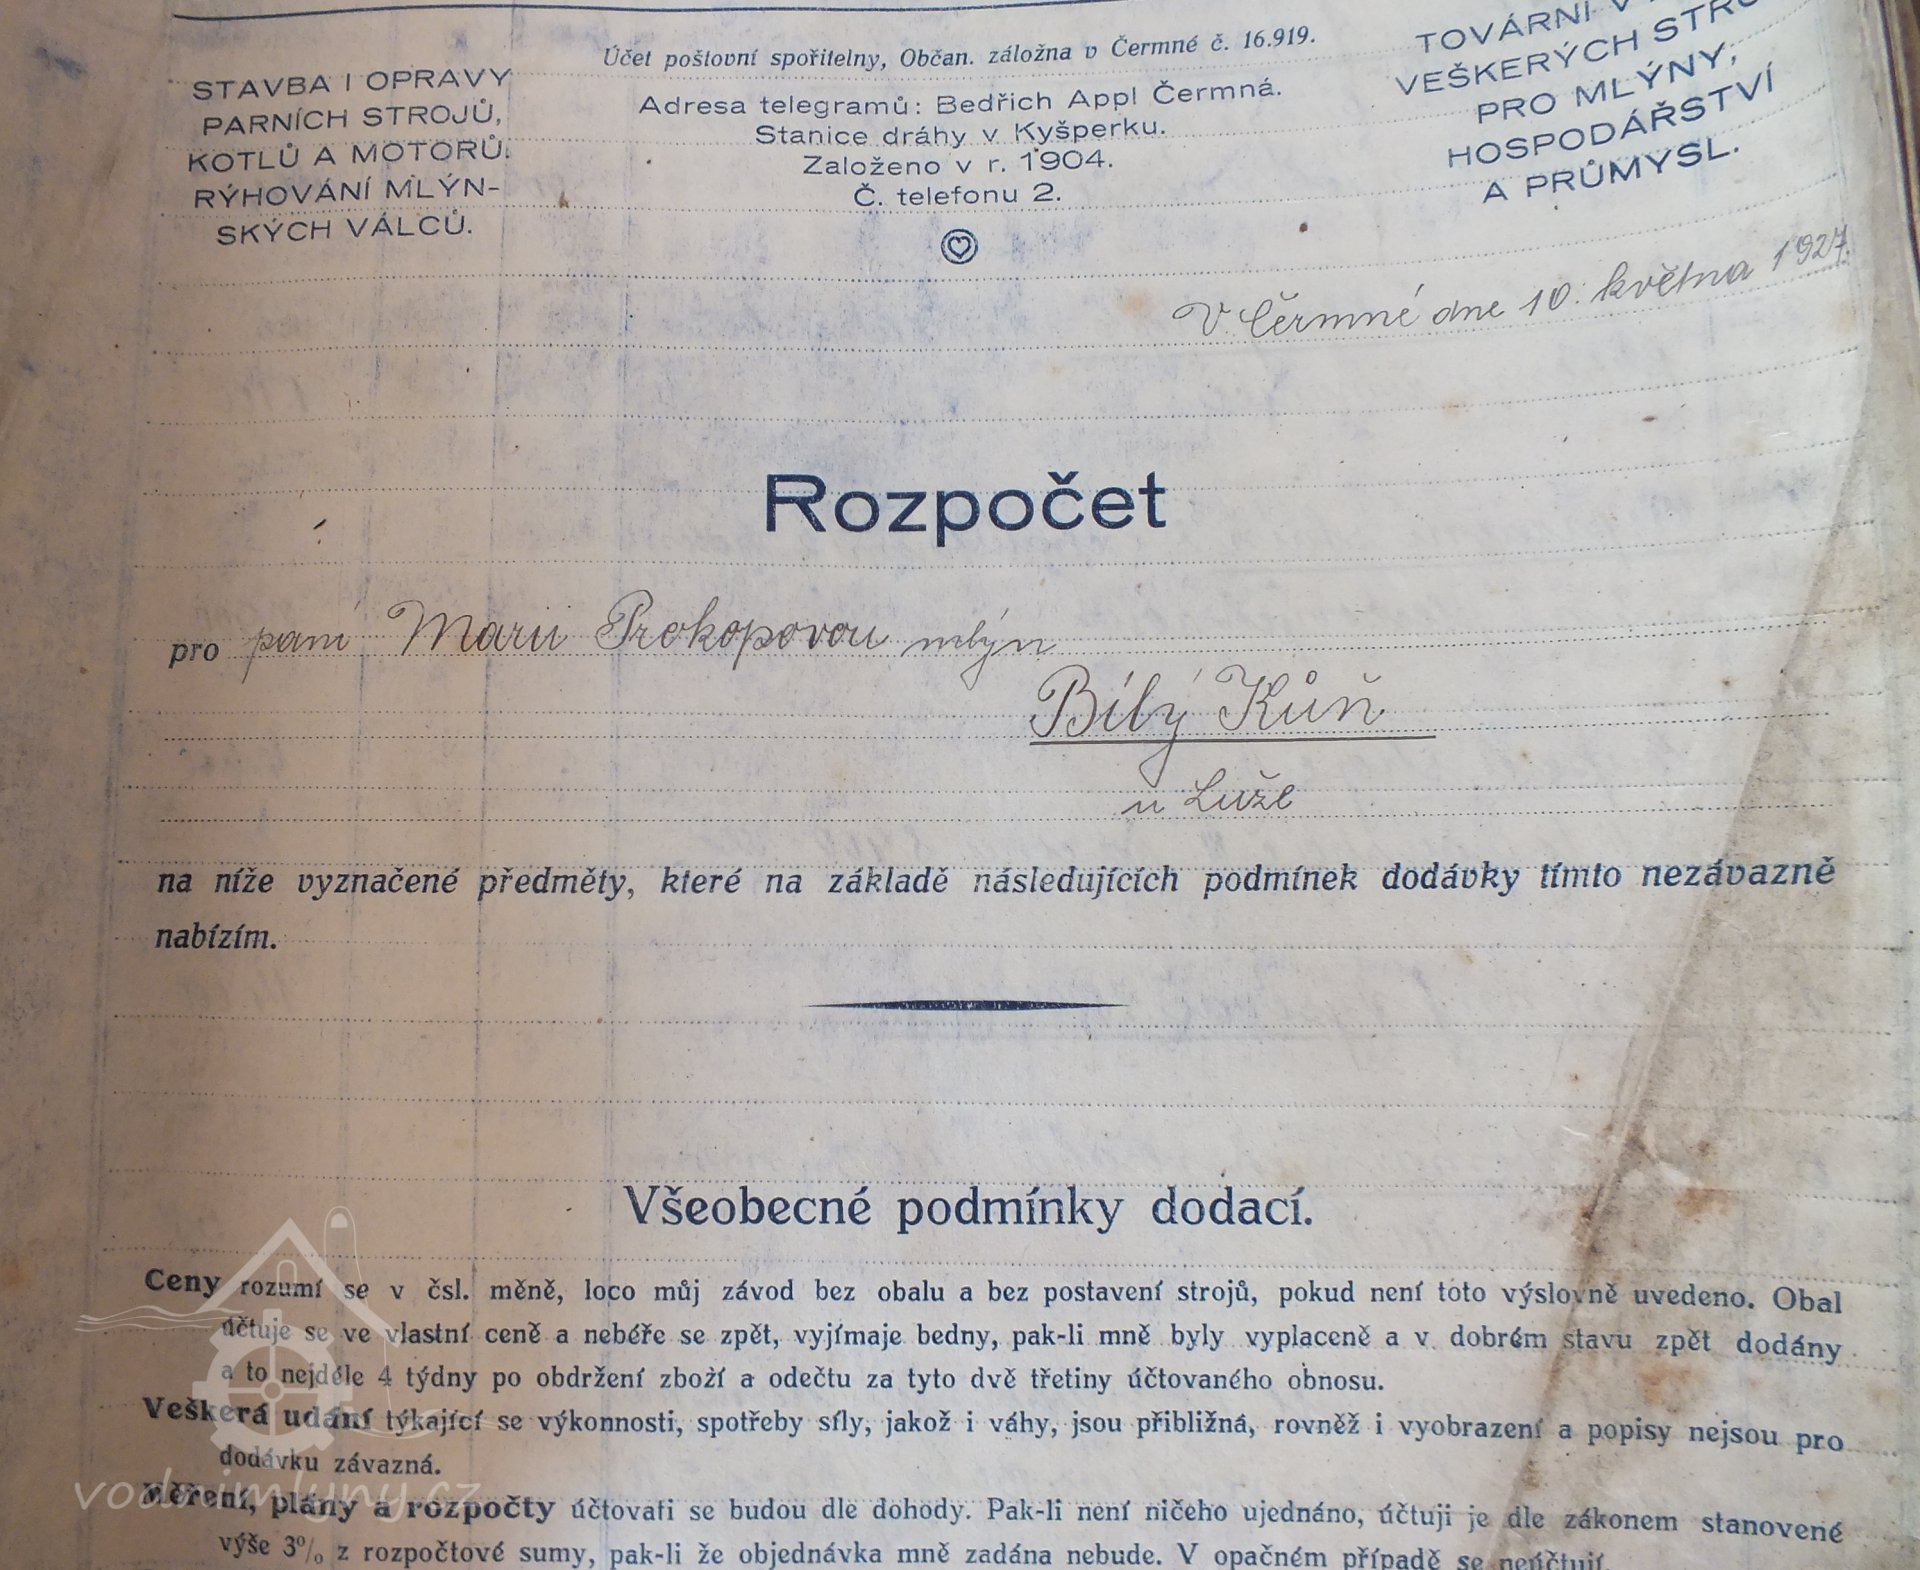 STAVBA I OPRAVY
PARNÍCH STROJŮ,
KOTLŮ A MOTORŮ.
RÝHOVÁNÍ MLÝN-
SKÝCH VÁLCŮ.
Účet poštovní spořitelny, Občan. záložna v Čermné č. 16.919.
Adresa telegramů: Bedřich Appl Čermná.
Stanice dráhy v Kyšperku.
Založeno v r. 1904.
Č. telefonu 2.
TOVÁRNÍ
VEŠKERÝCH
PRO MLÝNY,
HOSPODÁŘSTVÍ
A PRŮMYSL.
V Čermné dne 10. května 1927.
Rozpočet
pro paní Marii Prokopovou mlýn
Bílý Kůň
u Luže
na níže vyznačené předměty, které na základě následujících podmínek dodávky tímto nezávazně
nabízím.
Všeobecné podmínky dodací.
Ceny rozumí se v čsl. měně, loco můj závod bez obalu a bez postavení strojů, pokud není toto výslovně uvedeno. Obal
účtuje se ve vlastní ceně a nebéře se zpět, vyjímaje bedny, pak-li mně byly vyplaceně a v dobrém stavu zpět dodány
a to nejdéle 4 týdny po obdržení zboží a odečtu za tyto dvě třetiny účtovaného obnosu.
Veškerá udání týkající se výkonnosti, spotřeby síly, jakož i váhy, jsou přibližná, rovněž i vyobrazení a popisy nejsou pro
dodávku závazná.
Měření, plány a rozpočty účtovati se budou dle dohody. Pak-li není ničeho ujednáno, účtuji je dle zákonem stanovené
výše 3% z rozpočtové sumy, pak-li že objednávka mně zadána nebude. V opačném případě se neúčtují.
vodnimlyny.cz